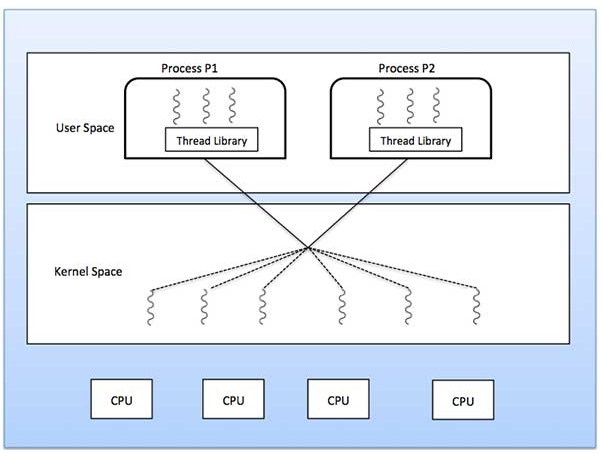 Process P1
Process P2
User Space
Thread Library
Thread Library
Kernel Space
CPU
CPU
CPU
CPU